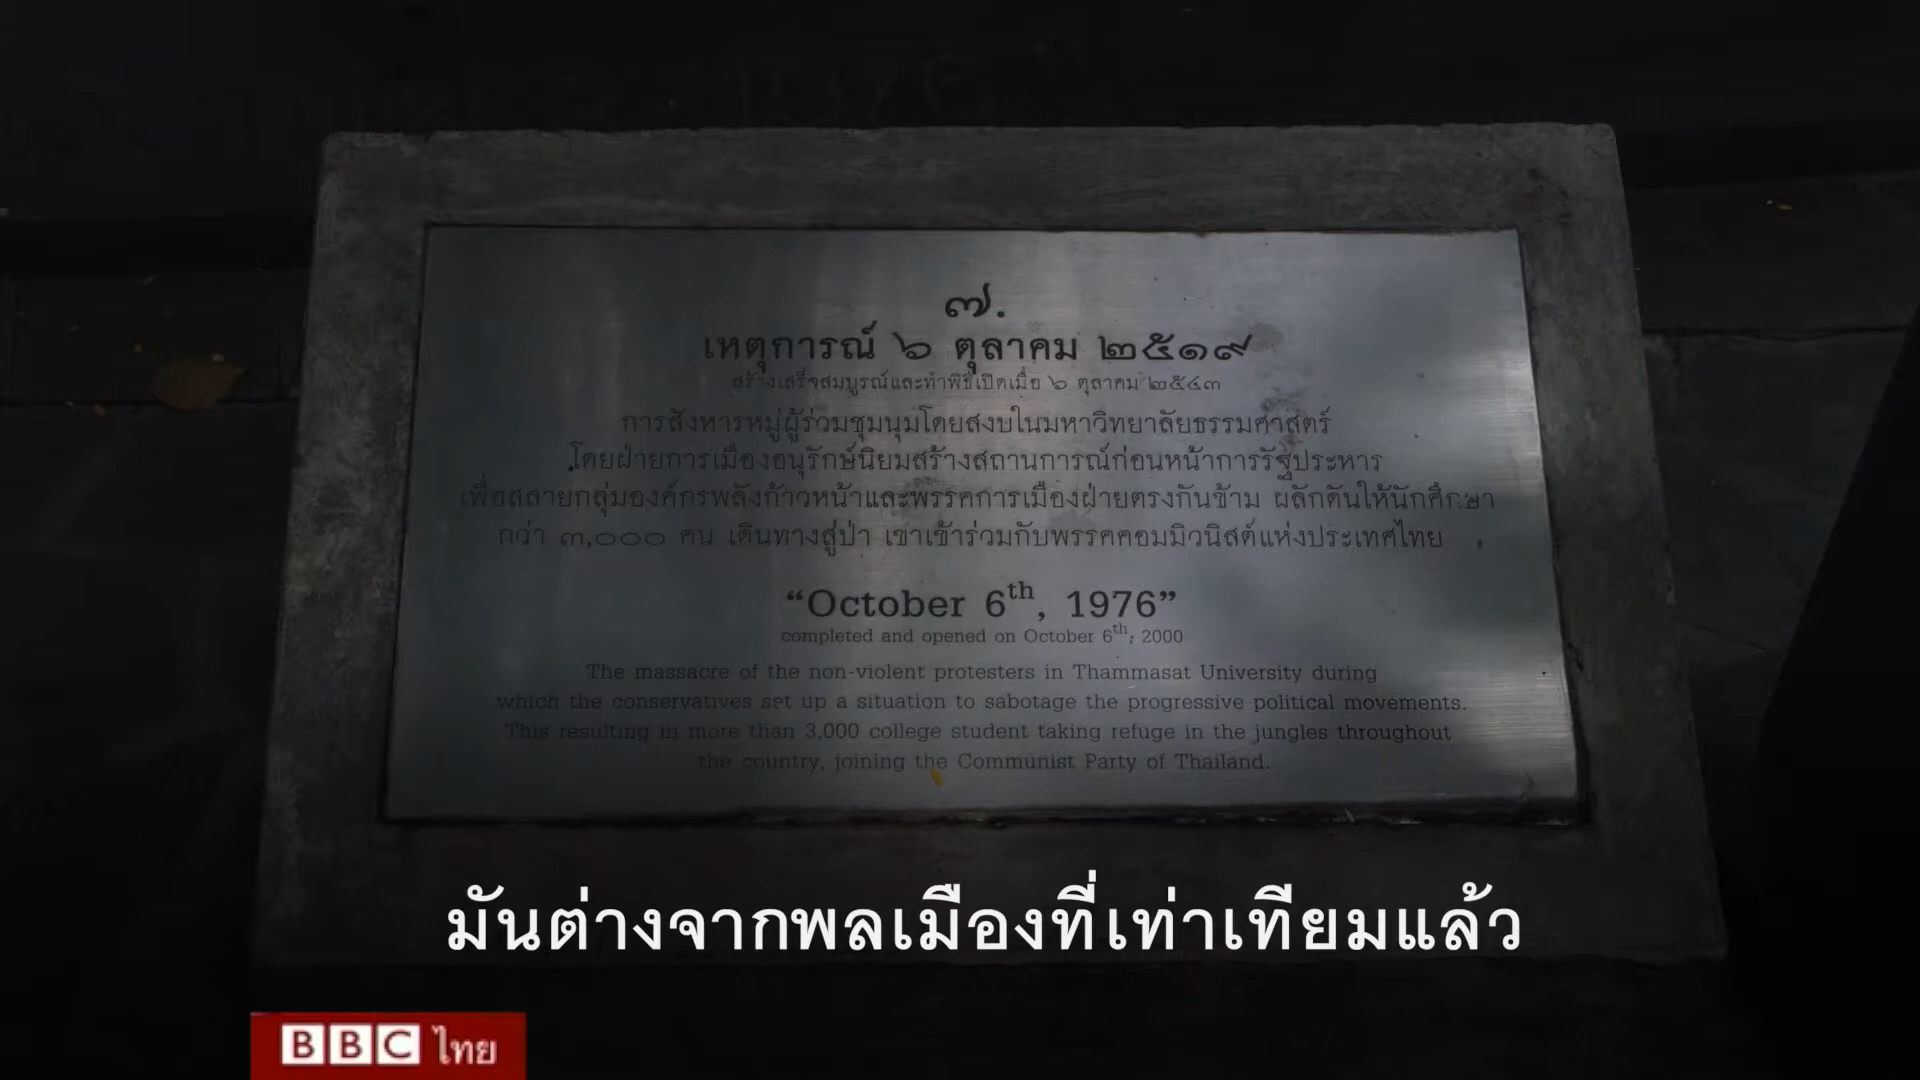 ๗.
เหตุการณ์ ๖ ตุลาคม ๒๕๑๙
สร้างเสร็จสมบูรณ์และทำพิธีเปิดเมื่อ ๖ ตุลาคม ๒๕๔๓
การสังหารหมู่ผู้ร่วมชุมนุมโดยสงบในมหาวิทยาลัยธรรมศาสตร์
โดยฝ่ายการเมืองอนุรักษ์นิยมสร้างสถานการณ์ก่อนหน้าการรัฐประหาร
เพื่อสลายกลุ่มองค์กรพลังก้าวหน้าและพรรคการเมืองฝ่ายตรงกันข้าม ผลักดันให้นักศึกษา
กว่า ๓,๐๐๐ คน เดินทางสู่ป่า เขาเข้าร่วมกับพรรคคอมมิวนิสต์แห่งประเทศไทย
“October 6th, 1976”
completed and opened on October 6th, 2000
The massacre of the non-violent protesters in Thammasat University during
which the conservatives set up a situation to sabotage the progressive political movements.
This resulting in more than 3,000 college student taking refuge in the jungles throughout
the country, joining the Communist Party of Thailand.
มันต่างจากพลเมืองที่เท่าเทียมแล้ว
BBC ไทย